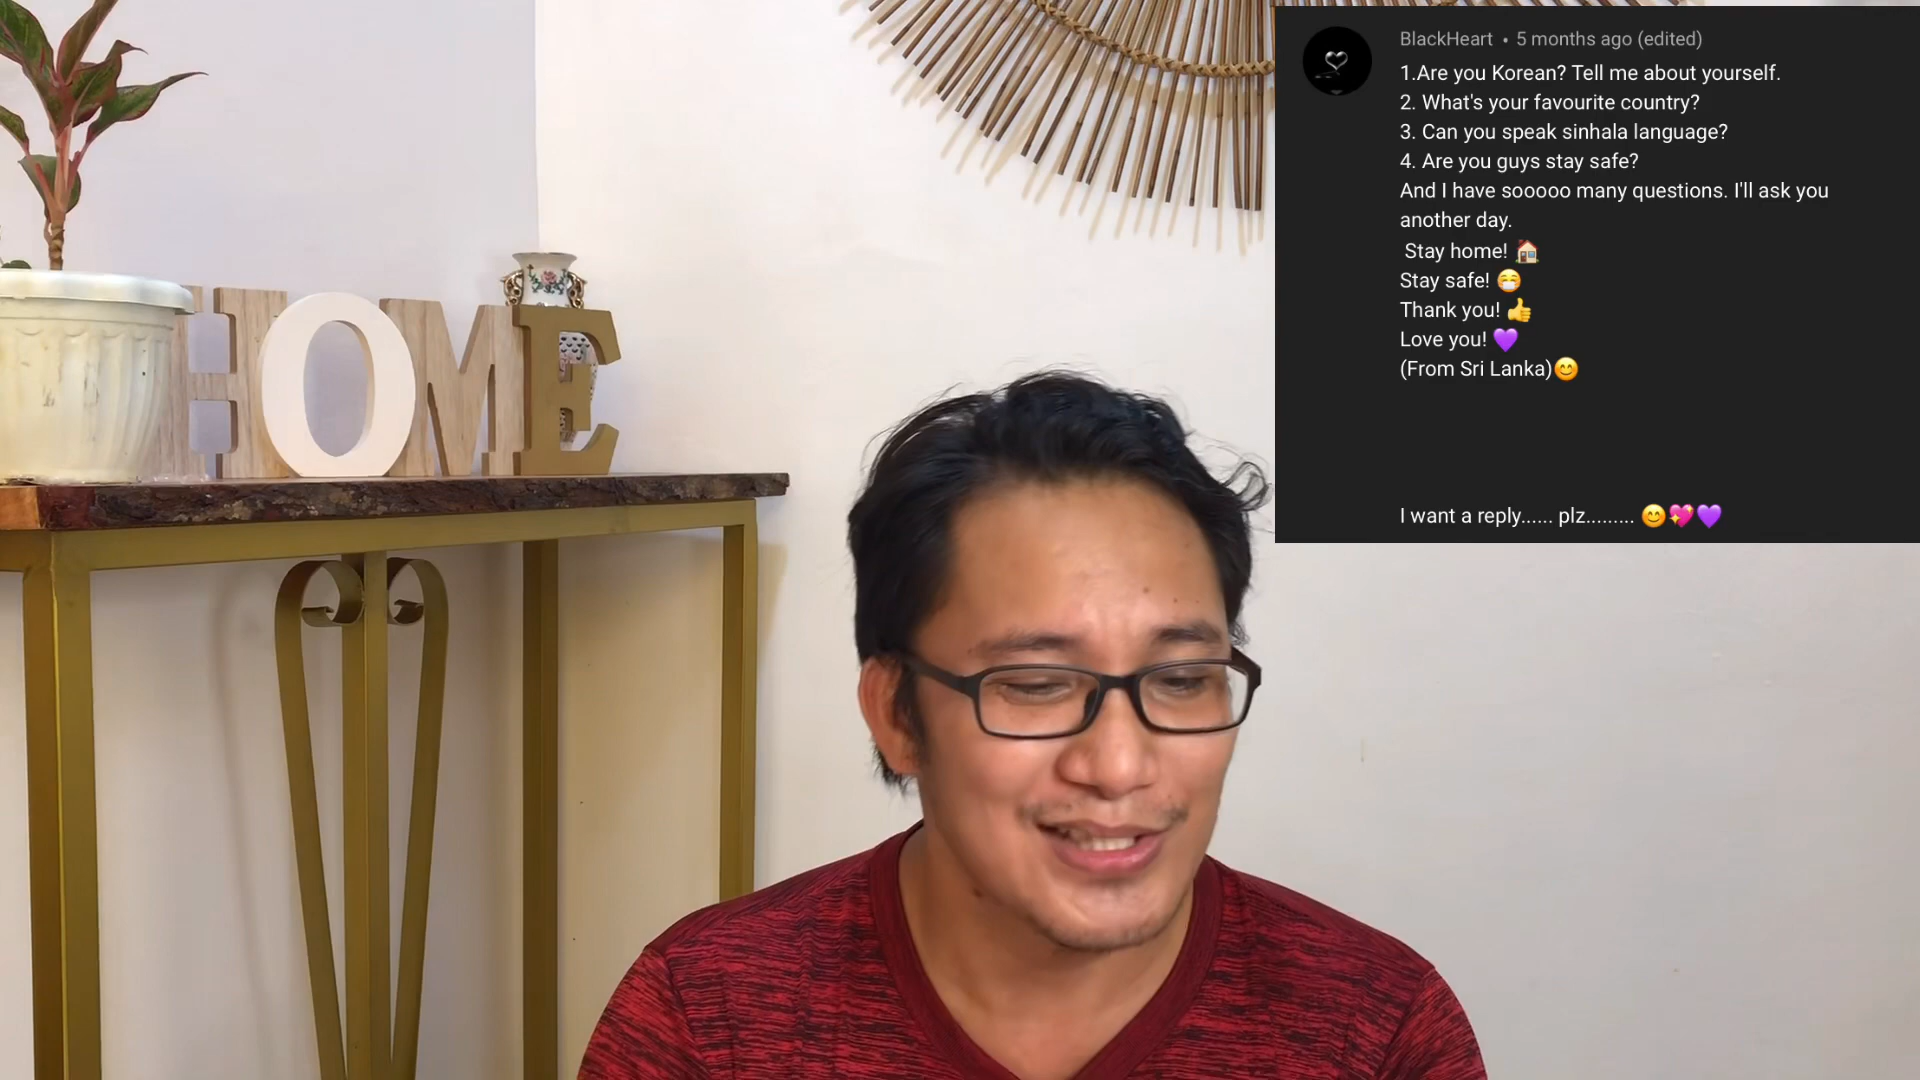 HOME
BlackHeart • 5 months ago (edited)
1.Are you Korean? Tell me about yourself.
2. What's your favourite country?
3. Can you speak sinhala language?
4. Are you guys stay safe?
And I have sooooo many questions. I'll ask you
another day.
Stay home! 🏠
Stay safe! 😷
Thank you! 👍
Love you! 💜
(From Sri Lanka)😊
I want a reply...... plz......... 😊💖💜